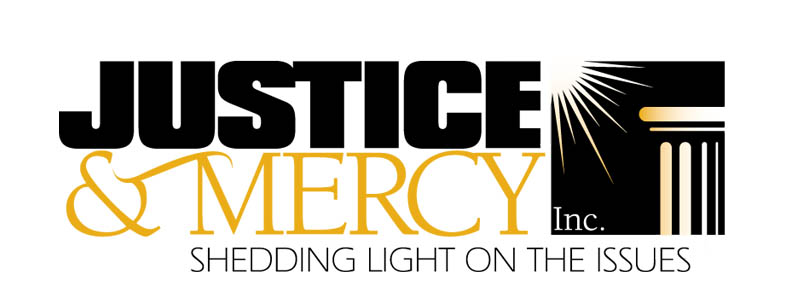 JUSTICE
& MERCY Inc.
SHEDDING LIGHT ON THE ISSUES